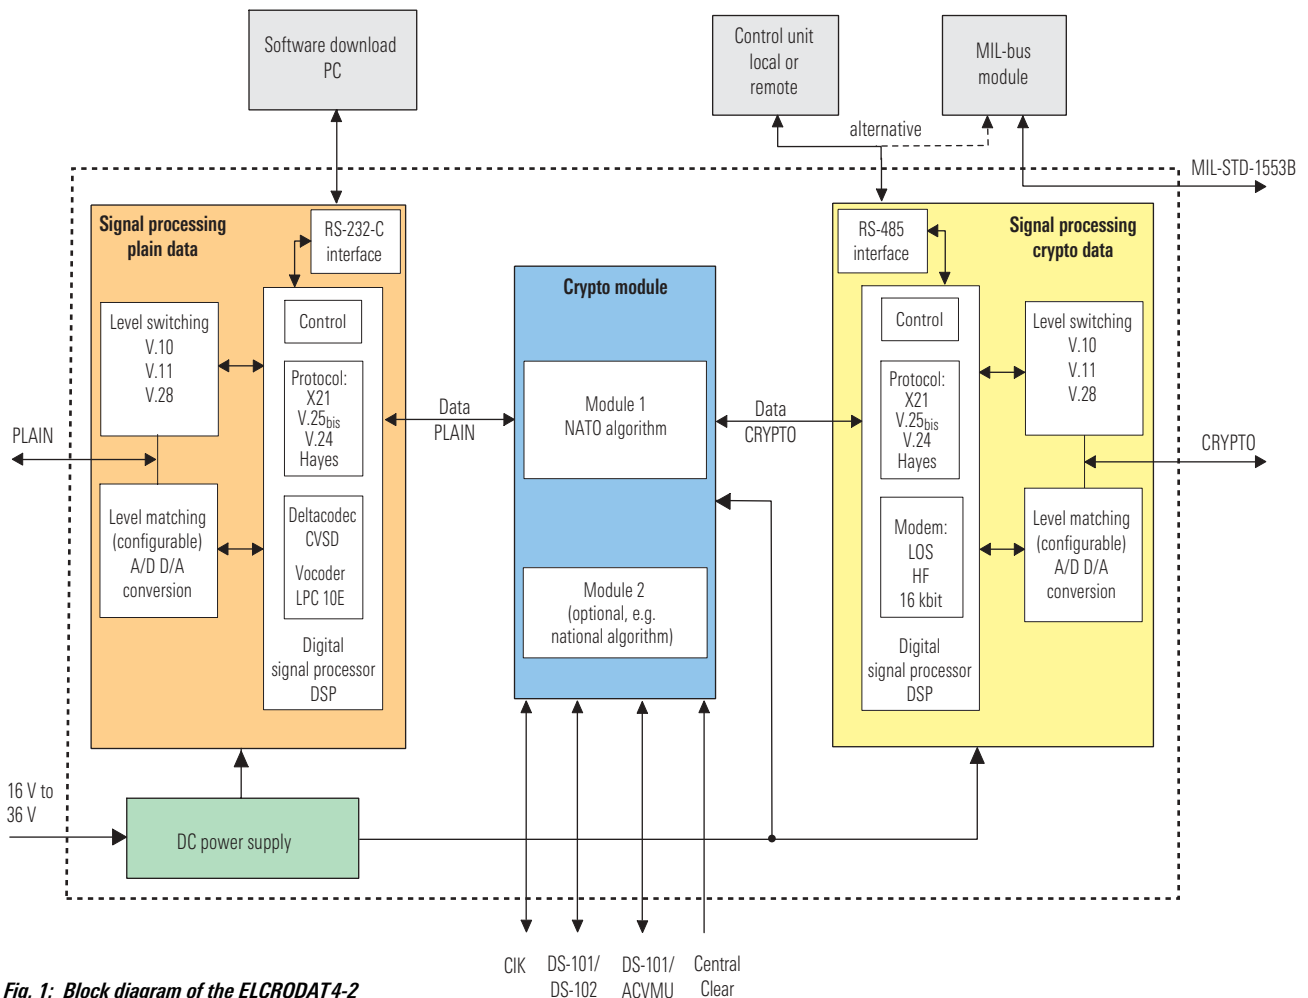 Software download
PC
Control unit
local or
remote
MIL-bus
module
alternative
MIL-STD-1553B
Signal processing
plain data
RS-232-C
interface
Level switching
V.10
V.11
V.28
Control
Protocol:
X21
V.25bis
V.24
Hayes
PLAIN
Level matching
(configurable)
A/D D/A
conversion
Deltacodec
CVSD
Vocoder
LPC 10E
Digital
signal processor
DSP
Data
PLAIN
Crypto module
Module 1
NATO algorithm
Module 2
(optional, e.g.
national algorithm)
Data
CRYPTO
RS-485
interface
Signal processing
crypto data
Control
Protocol:
X21
V.25bis
V.24
Hayes
Modem:
LOS
HF
16 kbit
Digital
signal processor
DSP
Level switching
V.10
V.11
V.28
CRYPTO
Level matching
(configurable)
A/D D/A
conversion
16 V to
36 V
DC power supply
CIK
DS-101/
DS-102
DS-101/
ACVMU
Central
Clear
Fig. 1: Block diagram of the ELCRODAT 4-2